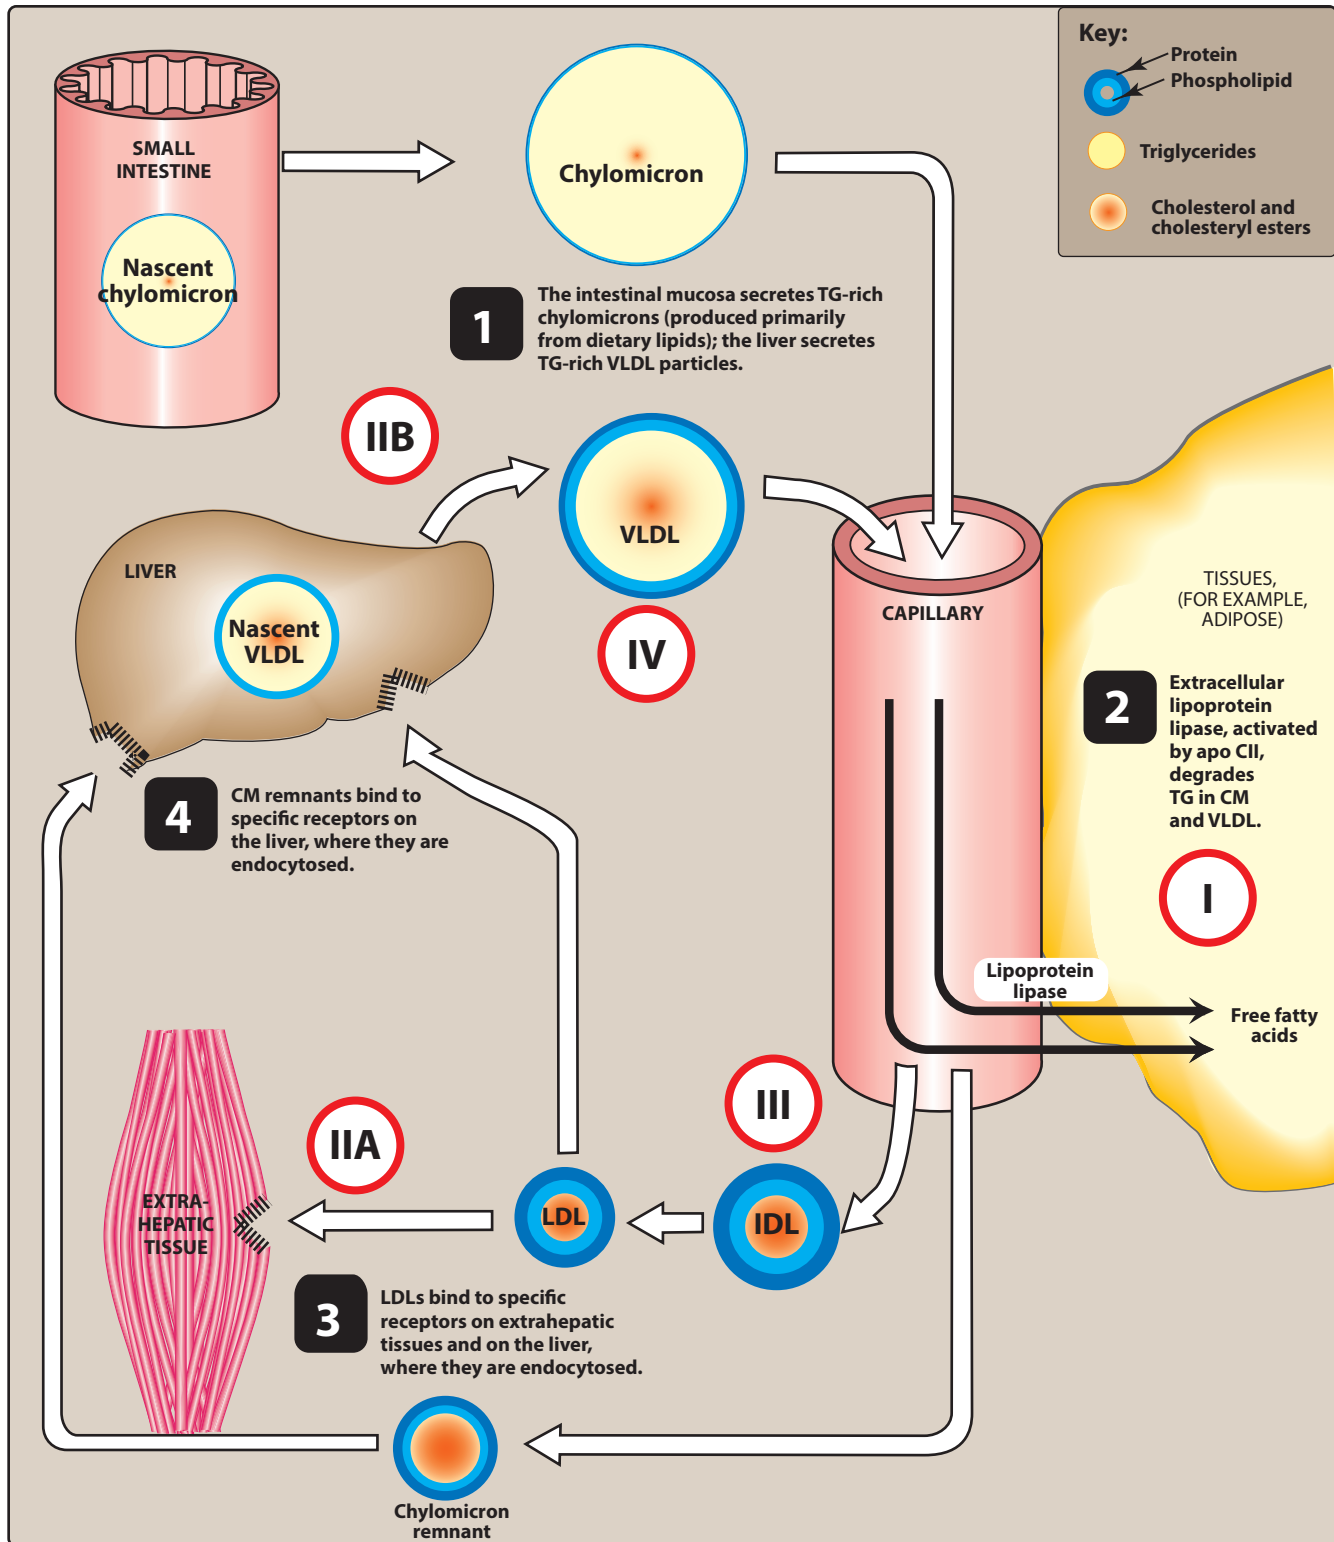 Key:
Protein
Phospholipid
Triglycerides
Cholesterol and
cholesteryl esters
SMALL
INTESTINE
Nascent
chylomicron
Chylomicron
1
The intestinal mucosa secretes TG-rich
chylomicrons (produced primarily
from dietary lipids); the liver secretes
TG-rich VLDL particles.
IIB
VLDL
IV
LIVER
Nascent
VLDL
CAPILLARY
TISSUES,
(FOR EXAMPLE,
ADIPOSE)
2
Extracellular
lipoprotein
lipase, activated
by apo CII,
degrades
TG in CM
and VLDL.
I
4
CM remnants bind to
specific receptors on
the liver, where they are
endocytosed.
Lipoprotein
lipase
Free fatty
acids
III
IIA
EXTRA-
HEPATIC
TISSUE
LDL
IDL
3
LDLs bind to specific
receptors on extrahepatic
tissues and on the liver,
where they are endocytosed.
Chylomicron
remnant